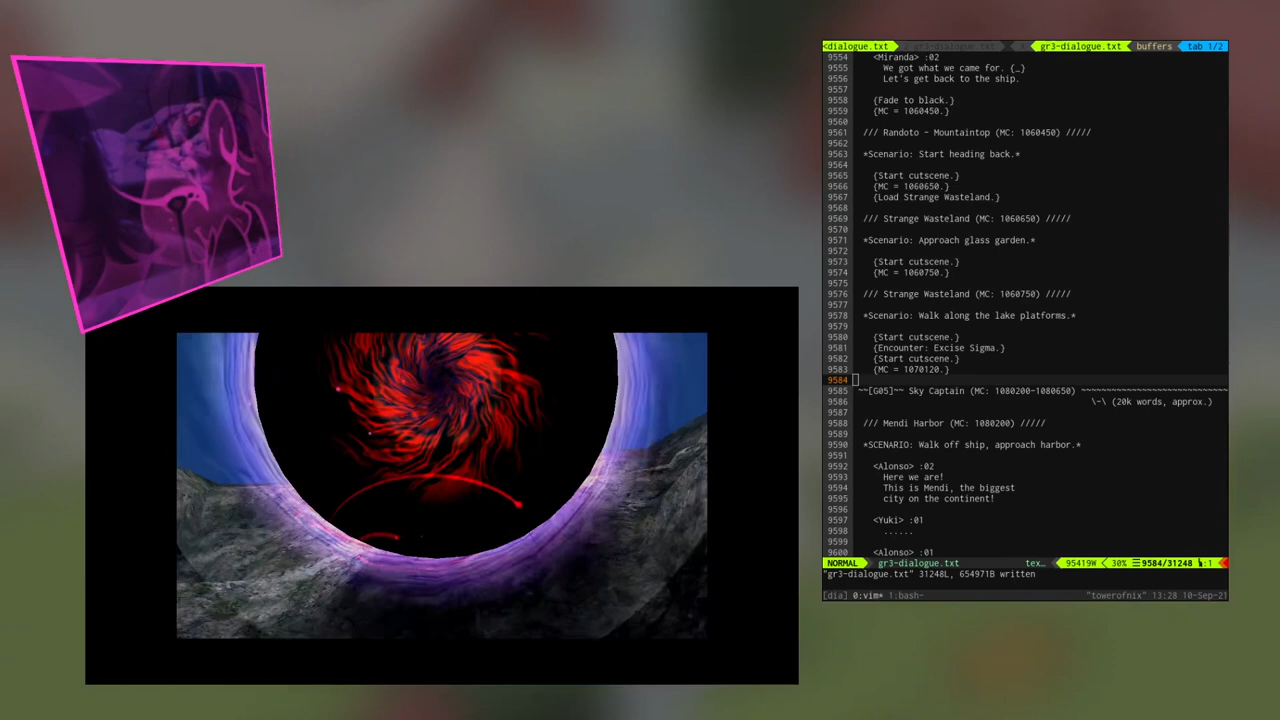 <dialogue.txt gr3-dialogue.txt gr3-dialogue.txt buffers tab 1/2
9554 <Miranda> :02
9555 We got what we came for. {_}
9556 Let's get back to the ship.
9557
9558 {Fade to black.}
9559 {MC = 1060450.}
9560
9561 /// Randoto - Mountaintop (MC: 1060450) /////
9562
9563 *Scenario: Start heading back.*
9564
9565 {Start cutscene.}
9566 {MC = 1060650.}
9567 {Load Strange Wasteland.}
9568
9569 /// Strange Wasteland (MC: 1060650) /////
9570
9571 *Scenario: Approach glass garden.*
9572
9573 {Start cutscene.}
9574 {MC = 1060750.}
9575
9576 /// Strange Wasteland (MC: 1060750) /////
9577
9578 *Scenario: Walk along the lake platforms.*
9579
9580 {Start cutscene.}
9581 {Encounter: Excise Sigma.}
9582 {Start cutscene.}
9583 {MC = 1070120.}
9584
9585 ~~[G05]~~ Sky Captain (MC: 1080200-1080650) ~~~~~~~~~~~~~~~~~~~~~~~~~~~~
9586 \~\ (20k words, approx.)
9587
9588 /// Mendi Harbor (MC: 1080200) /////
9589
9590 *SCENARIO: Walk off ship, approach harbor.*
9591
9592 <Alonso> :02
9593 Here we are!
9594 This is Mendi, the biggest
9595 city on the continent!
9596
9597 <Yuki> :01
9598 ......
9599
9600 <Alonso> :01
NORMAL gr3-dialogue.txt tex… 95419W 30% 9584/31248 :1
"gr3-dialogue.txt" 31248L, 654971B written
[dia] 0:vim* 1:bash- "towerofnix" 13:28 10-Sep-21